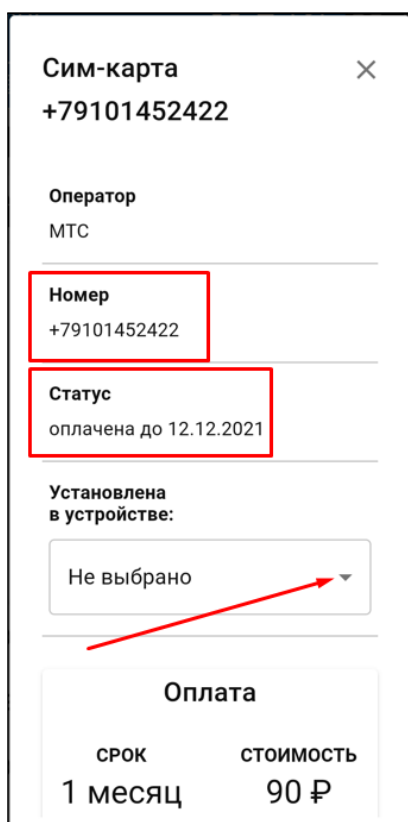 Сим-карта
+79101452422
Оператор
МТС
Номер
+79101452422
Статус
оплачена до 12.12.2021
Установлена
в устройстве:
Не выбрано
Оплата
СРОК СТОИМОСТЬ
1 месяц 90 ₽